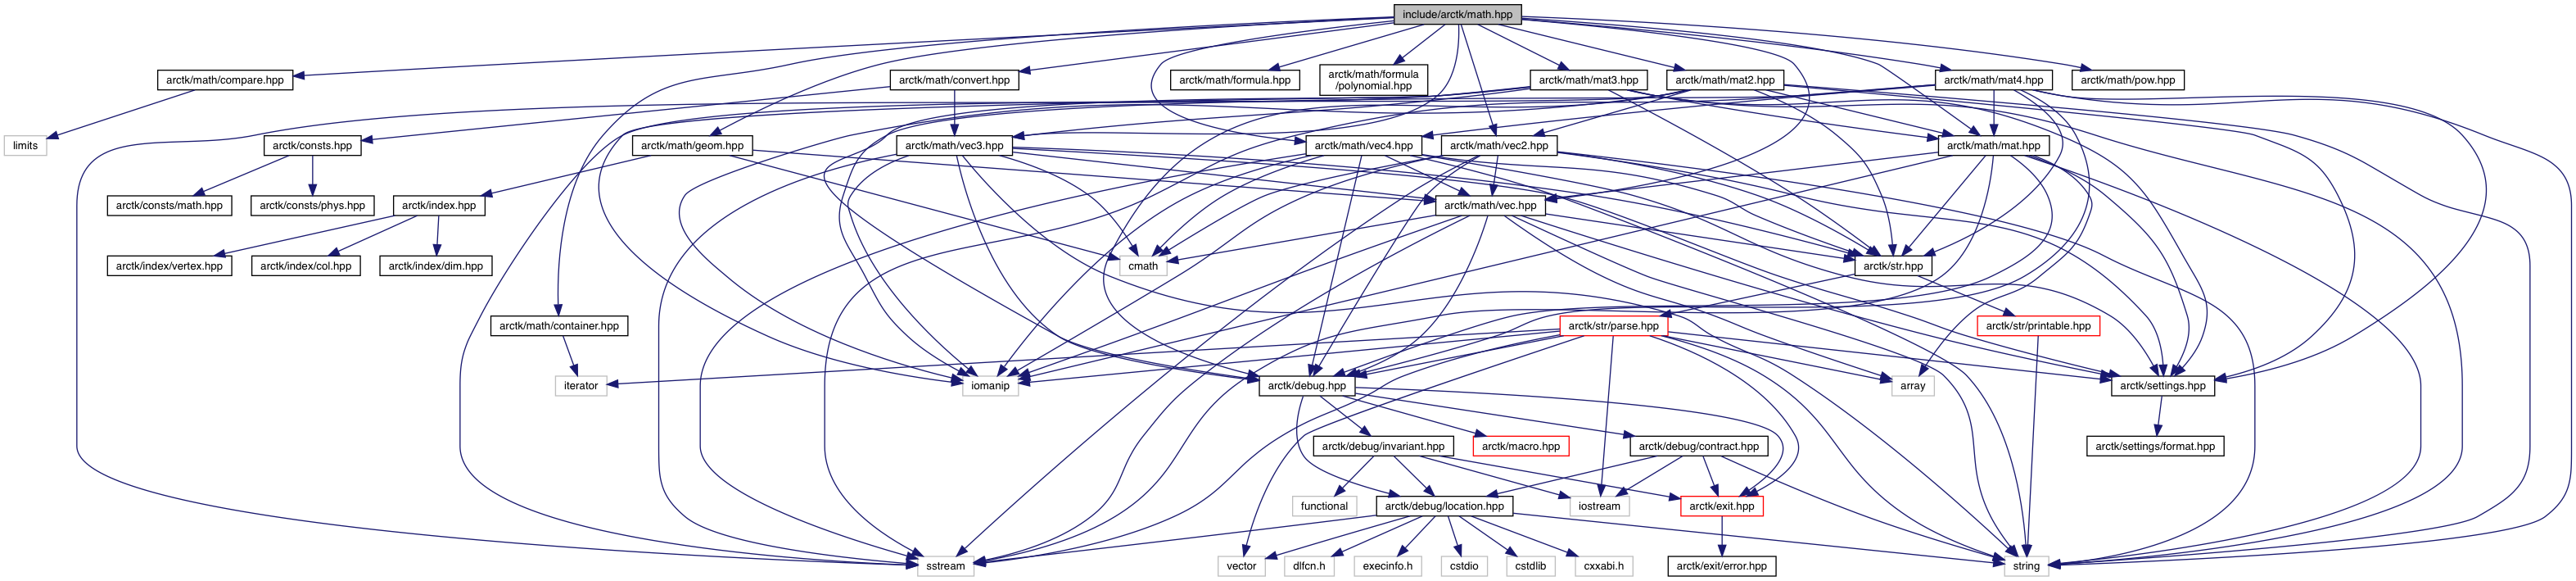 include/arctk/math.hpp
arctk/math/compare.hpp
arctk/math/convert.hpp
arctk/math/formula.hpp
arctk/math/formula
/polynomial.hpp
arctk/math/mat3.hpp
arctk/math/mat2.hpp
arctk/math/mat4.hpp
arctk/math/pow.hpp
limits
arctk/consts.hpp
arctk/math/geom.hpp
arctk/math/vec3.hpp
arctk/math/vec4.hpp
arctk/math/vec2.hpp
arctk/math/mat.hpp
arctk/consts/math.hpp
arctk/consts/phys.hpp
arctk/index.hpp
arctk/math/vec.hpp
arctk/index/vertex.hpp
arctk/index/col.hpp
arctk/index/dim.hpp
cmath
arctk/str.hpp
arctk/math/container.hpp
arctk/str/parse.hpp
arctk/str/printable.hpp
iterator
iomanip
arctk/debug.hpp
array
arctk/settings.hpp
arctk/debug/invariant.hpp
arctk/macro.hpp
arctk/debug/contract.hpp
arctk/settings/format.hpp
functional
arctk/debug/location.hpp
iostream
arctk/exit.hpp
sstream
vector
dlfcn.h
execinfo.h
cstdio
cstdlib
cxxabi.h
arctk/exit/error.hpp
string